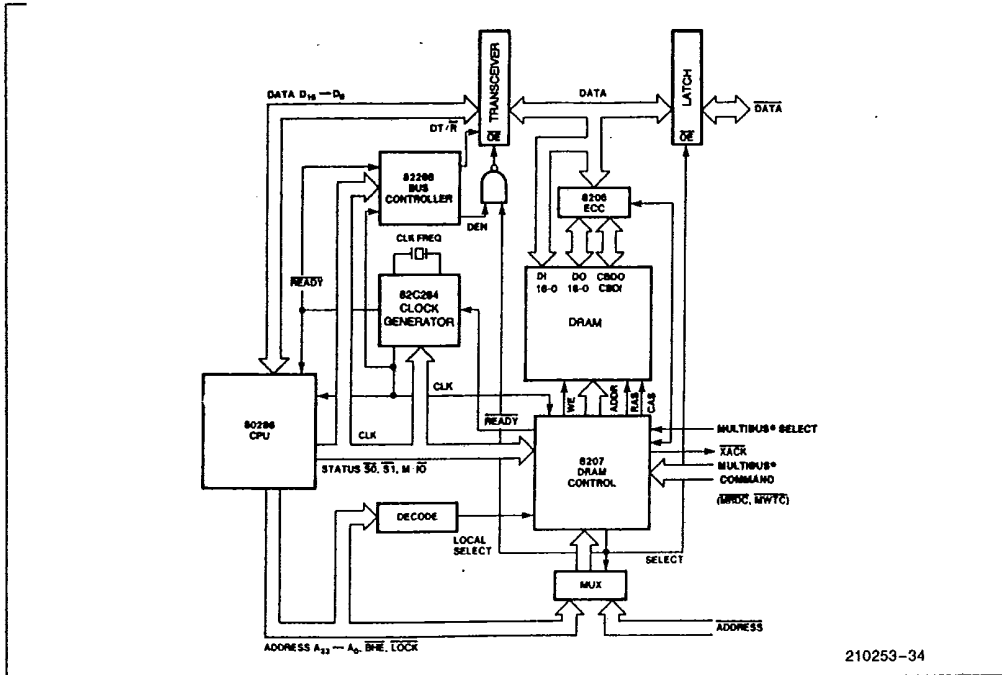 TRANSCEIVER
OE
LATCH
OE
DATA D15 — D0
DATA
DATA
DT/R
82288
BUS
CONTROLLER
DEN
8206
ECC
CLK FREQ
READY
82C284
CLOCK
GENERATOR
DI
15-0
DO
15-0
CBDO
CBDI
DRAM
CLK
WE
ADDR
RAS
CAS
80286
CPU
READY
MULTIBUS® SELECT
CLK
XACK
8207
DRAM
CONTROL
MULTIBUS®
COMMAND
STATUS S0, S1, M IO
(MRDC, MWTC)
DECODE
LOCAL
SELECT
SELECT
MUX
ADDRESS
ADDRESS A23 — A0, BHE, LOCK
210253-34